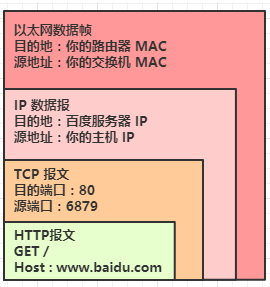 以太网数据帧
目的地：你的路由器 MAC
源地址：你的交换机 MAC
IP 数据报
目的地：百度服务器 IP
源地址：你的主机 IP
TCP 报文
目的端口：80
源端口：6879
HTTP报文
GET /
Host : www.baidu.com